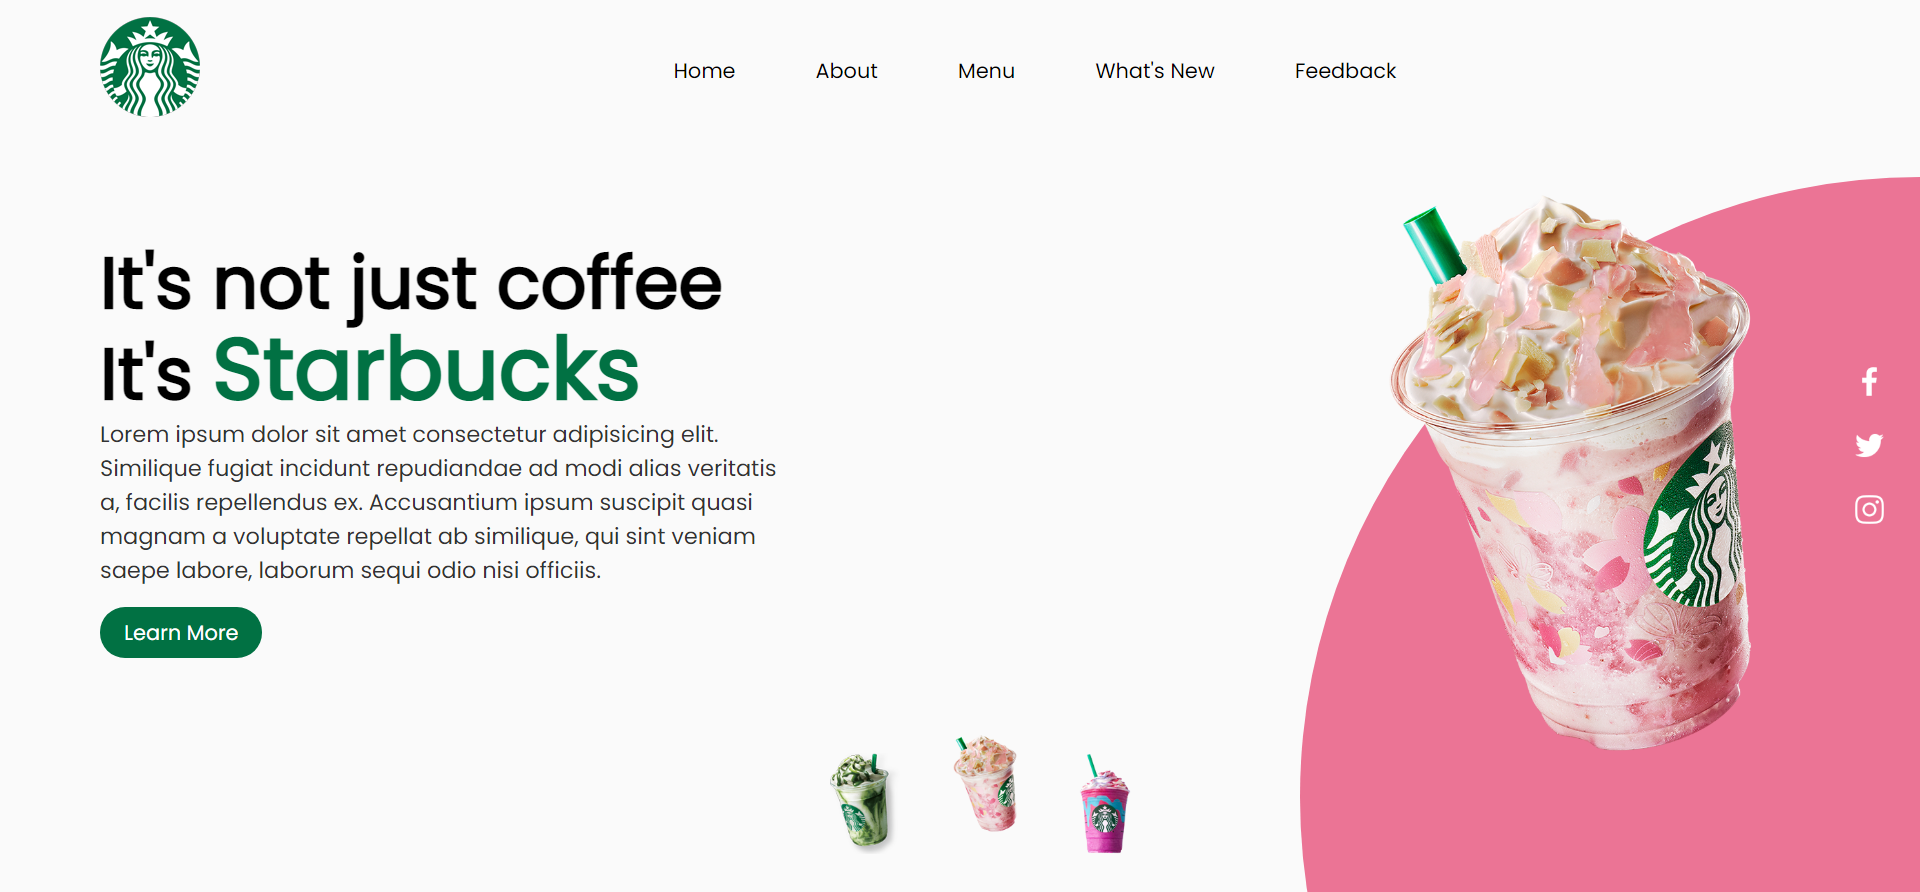 Home About Menu What's New Feedback
It's not just coffee
It's Starbucks
Lorem ipsum dolor sit amet consectetur adipisicing elit.
Similique fugiat incidunt repudiandae ad modi alias veritatis
a, facilis repellendus ex. Accusantium ipsum suscipit quasi
magnam a voluptate repellat ab similique, qui sint veniam
saepe labore, laborum sequi odio nisi officiis.
Learn More